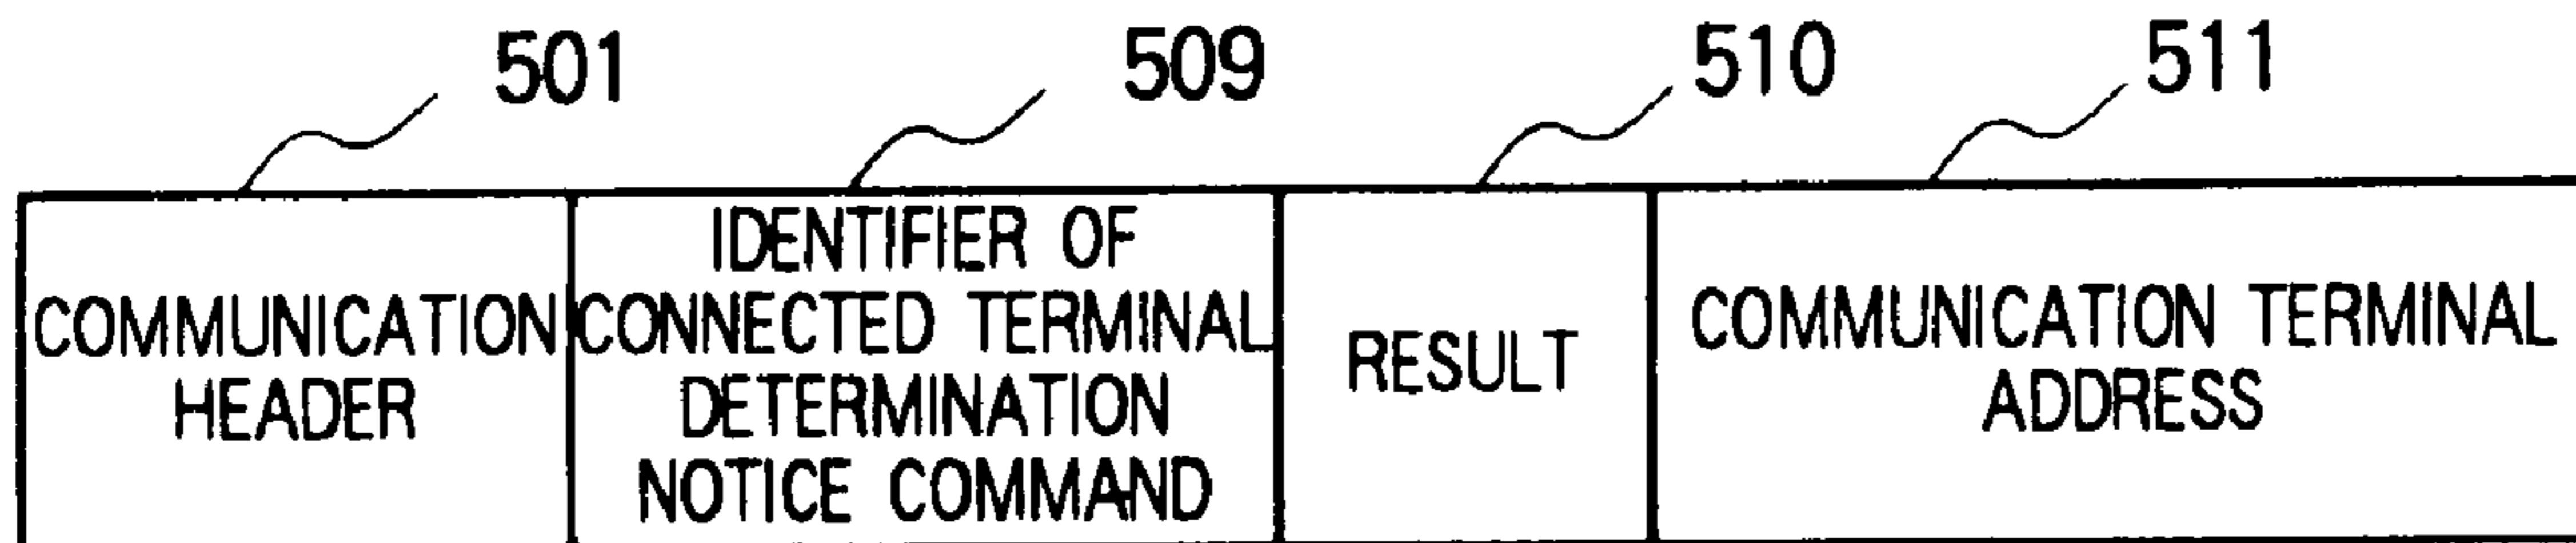 501 509 510 511
IDENTIFIER OF
CONNECTED TERMINAL
DETERMINATION
NOTICE COMMAND
COMMUNICATION
HEADER
RESULT
COMMUNICATION TERMINAL
ADDRESS